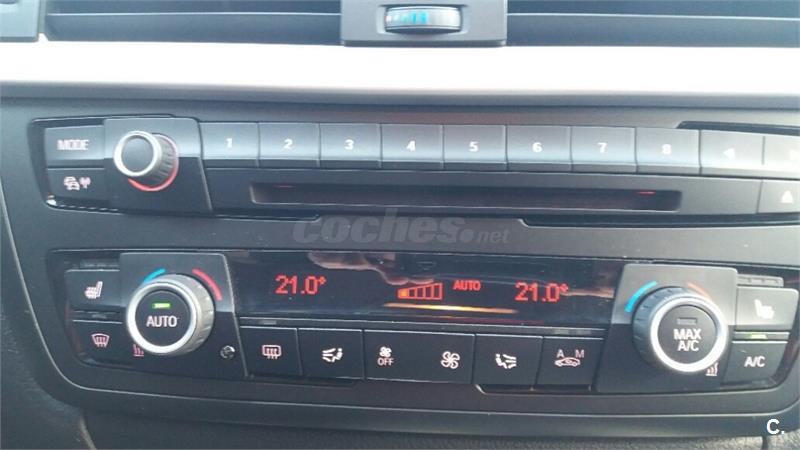 MODE 1 2 3 4 5 6 7 8
coches.net
21.0° AUTO 21.0°
AUTO
MAX
A/C
OFF
A M
A/C
C.